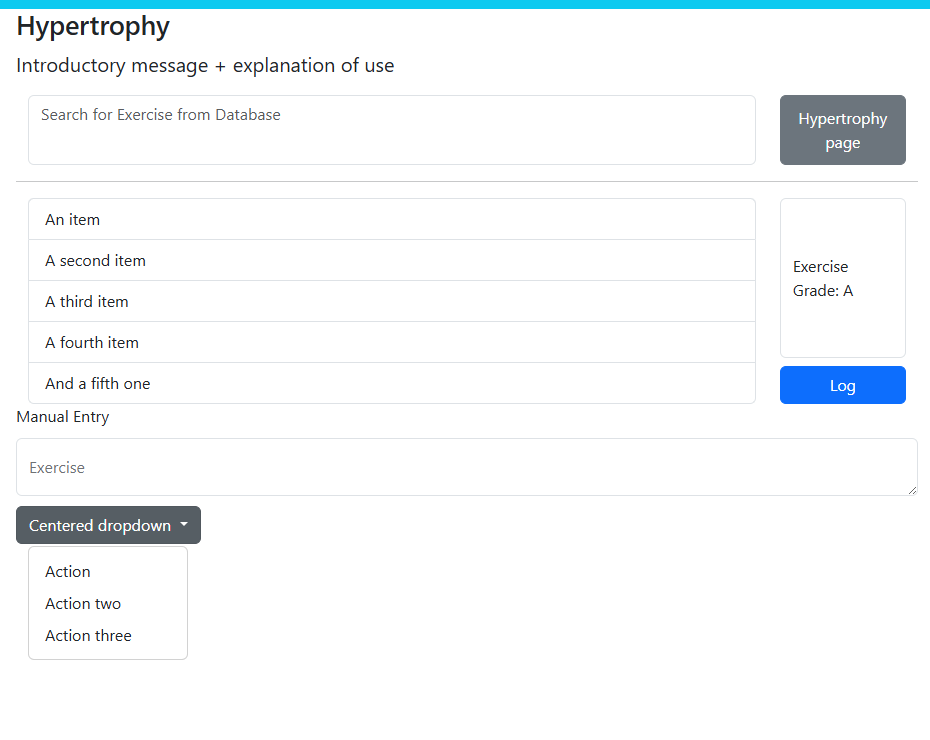 Hypertrophy
Introductory message + explanation of use
Search for Exercise from Database
Hypertrophy
page
An item
A second item
A third item
A fourth item
And a fifth one
Exercise
Grade: A
Log
Manual Entry
Exercise
Centered dropdown
Action
Action two
Action three